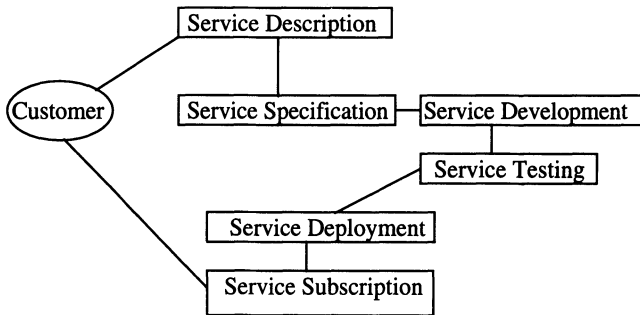 Service Description
Customer
Service Specification
Service Development
Service Testing
Service Deployment
Service Subscription